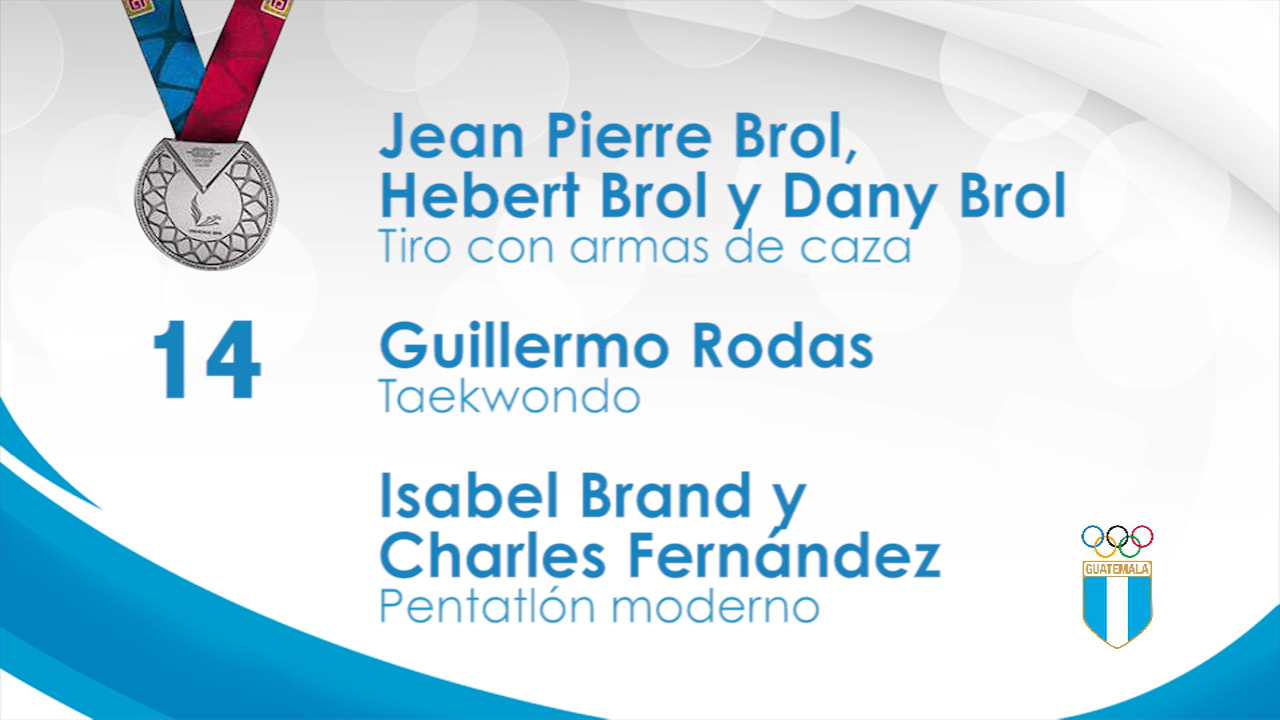 Jean Pierre Brol,
Hebert Brol y Dany Brol
Tiro con armas de caza
14
Guillermo Rodas
Taekwondo
Isabel Brand y
Charles Fernández
Pentatlón moderno
GUATEMALA